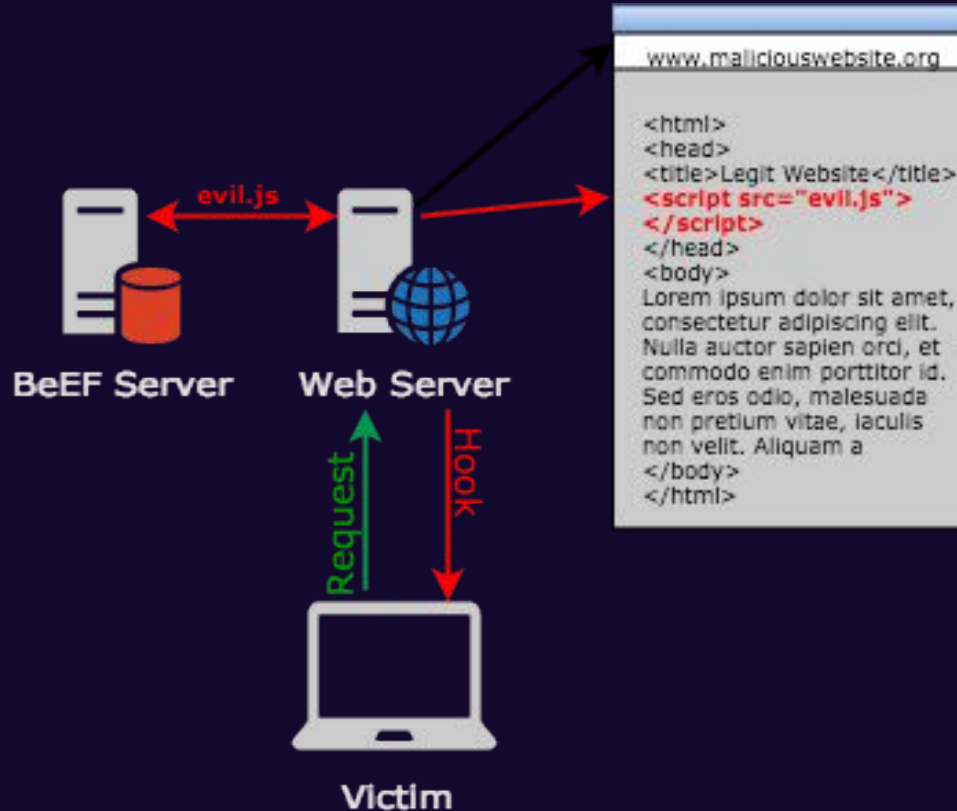 www.maliciouswebsite.org
<html>
<head>
<title>Legit Website</title>
<script src="evil.js">
</script>
</head>
<body>
Lorem ipsum dolor sit amet,
consectetur adipiscing elit.
Nulla auctor sapien orci, et
commodo enim porttitor id.
Sed eros odio, malesuada
non pretium vitae, iaculis
non velit. Aliquam a
</body>
</html>
evil.js
BeEF Server
Web Server
Request
Hook
Victim